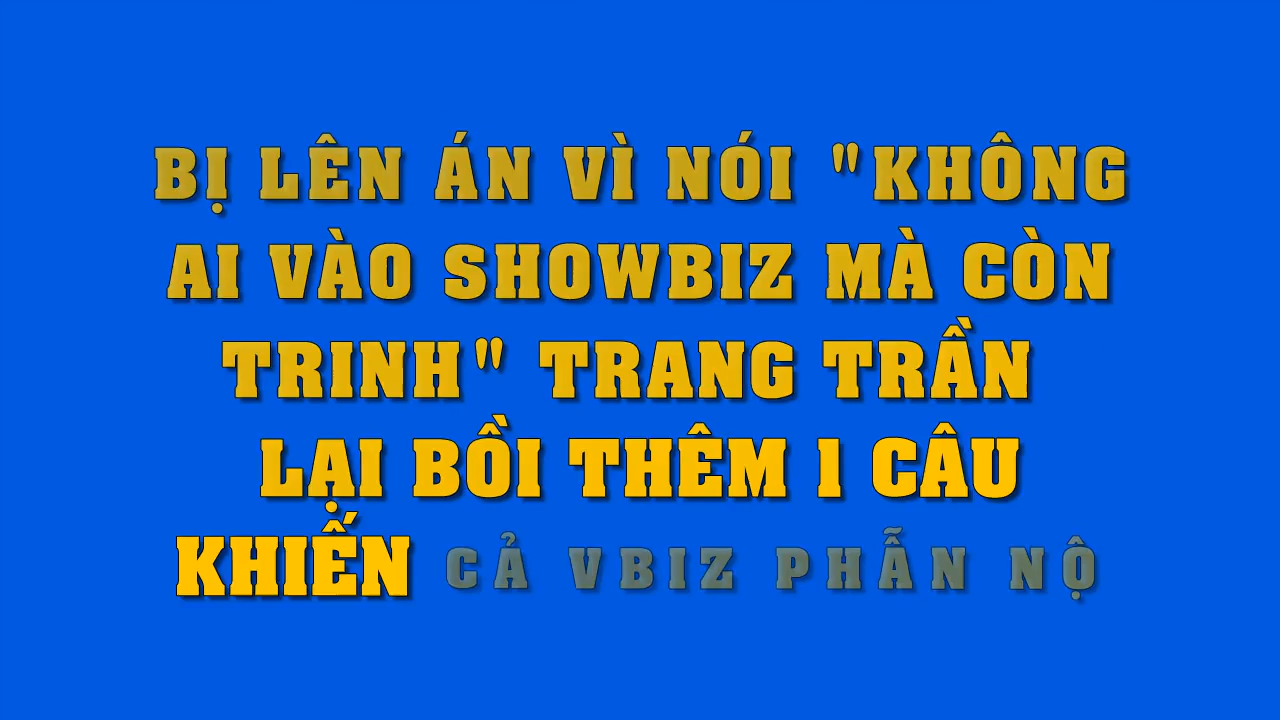 BỊ LÊN ÁN VÌ NÓI "KHÔNG
AI VÀO SHOWBIZ MÀ CÒN
TRINH" TRANG TRẦN
LẠI BỒI THÊM 1 CÂU
KHIẾN CẢ VBIZ PHẪN NỘ